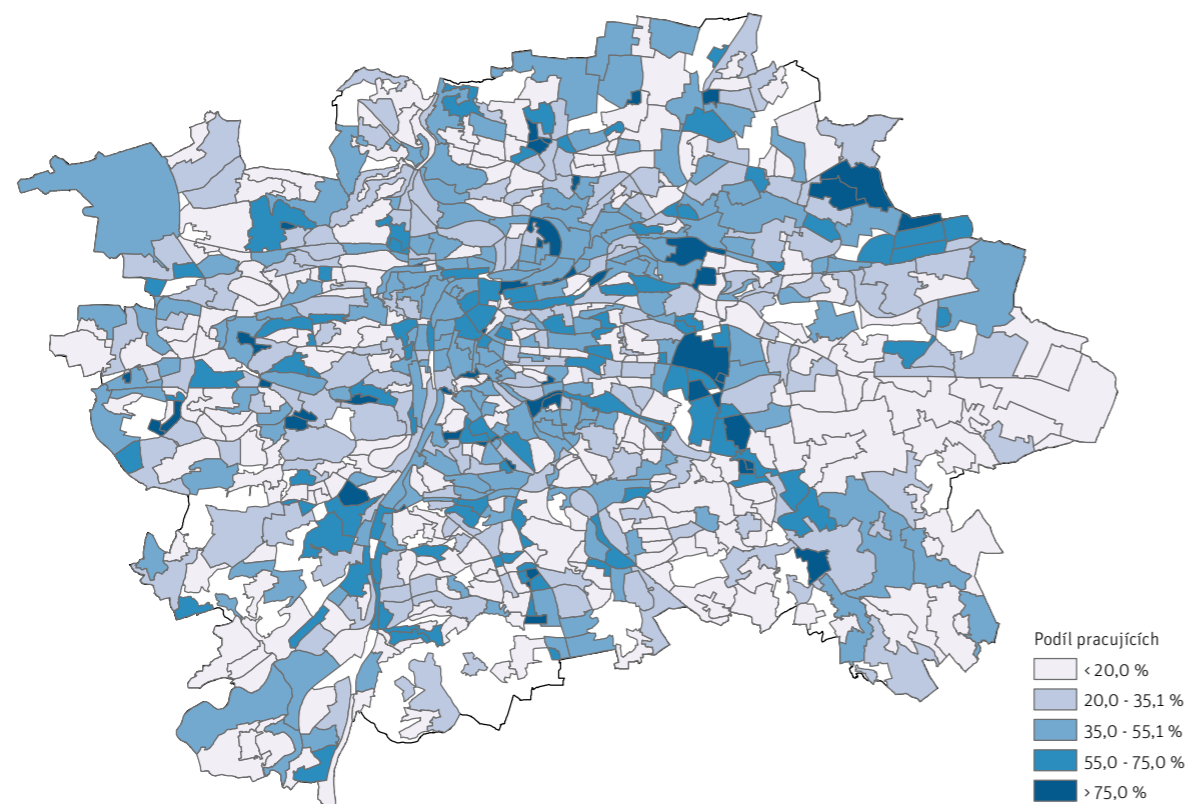 Podíl pracujících
< 20,0 %
20,0 - 35,1 %
35,0 - 55,1 %
55,0 - 75,0 %
> 75,0 %